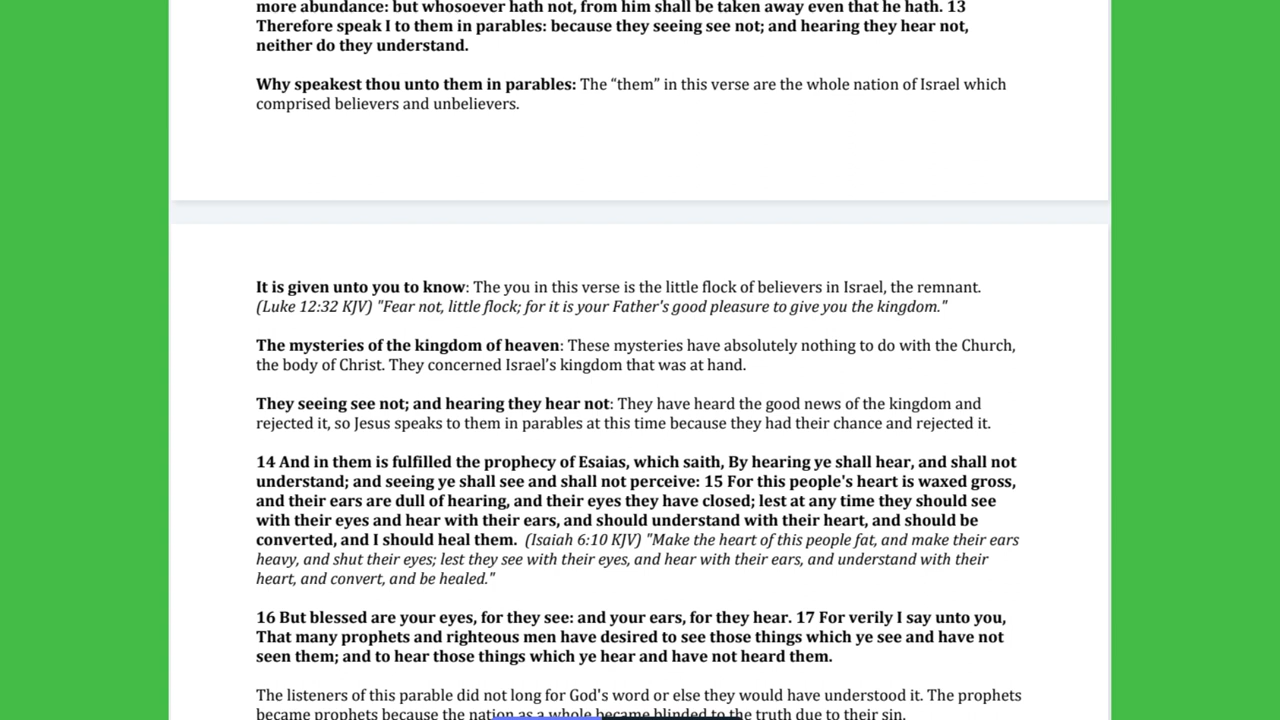 more abundance: but whosoever hath not, from him shall be taken away even that he hath. 13
Therefore speak I to them in parables: because they seeing see not; and hearing they hear not,
neither do they understand.
Why speakest thou unto them in parables: The “them” in this verse are the whole nation of Israel which
comprised believers and unbelievers.
It is given unto you to know: The you in this verse is the little flock of believers in Israel, the remnant.
(Luke 12:32 KJV) "Fear not, little flock; for it is your Father's good pleasure to give you the kingdom."
The mysteries of the kingdom of heaven: These mysteries have absolutely nothing to do with the Church,
the body of Christ. They concerned Israel’s kingdom that was at hand.
They seeing see not; and hearing they hear not: They have heard the good news of the kingdom and
rejected it, so Jesus speaks to them in parables at this time because they had their chance and rejected it.
14 And in them is fulfilled the prophecy of Esaias, which saith, By hearing ye shall hear, and shall not
understand; and seeing ye shall see and shall not perceive: 15 For this people's heart is waxed gross,
and their ears are dull of hearing, and their eyes they have closed; lest at any time they should see
with their eyes and hear with their ears, and should understand with their heart, and should be
converted, and I should heal them. (Isaiah 6:10 KJV) "Make the heart of this people fat, and make their ears
heavy, and shut their eyes; lest they see with their eyes, and hear with their ears, and understand with their
heart, and convert, and be healed."
16 But blessed are your eyes, for they see: and your ears, for they hear. 17 For verily I say unto you,
That many prophets and righteous men have desired to see those things which ye see and have not
seen them; and to hear those things which ye hear and have not heard them.
The listeners of this parable did not long for God's word or else they would have understood it. The prophets
became prophets because the nation as a whole became blinded to the truth due to their sin.